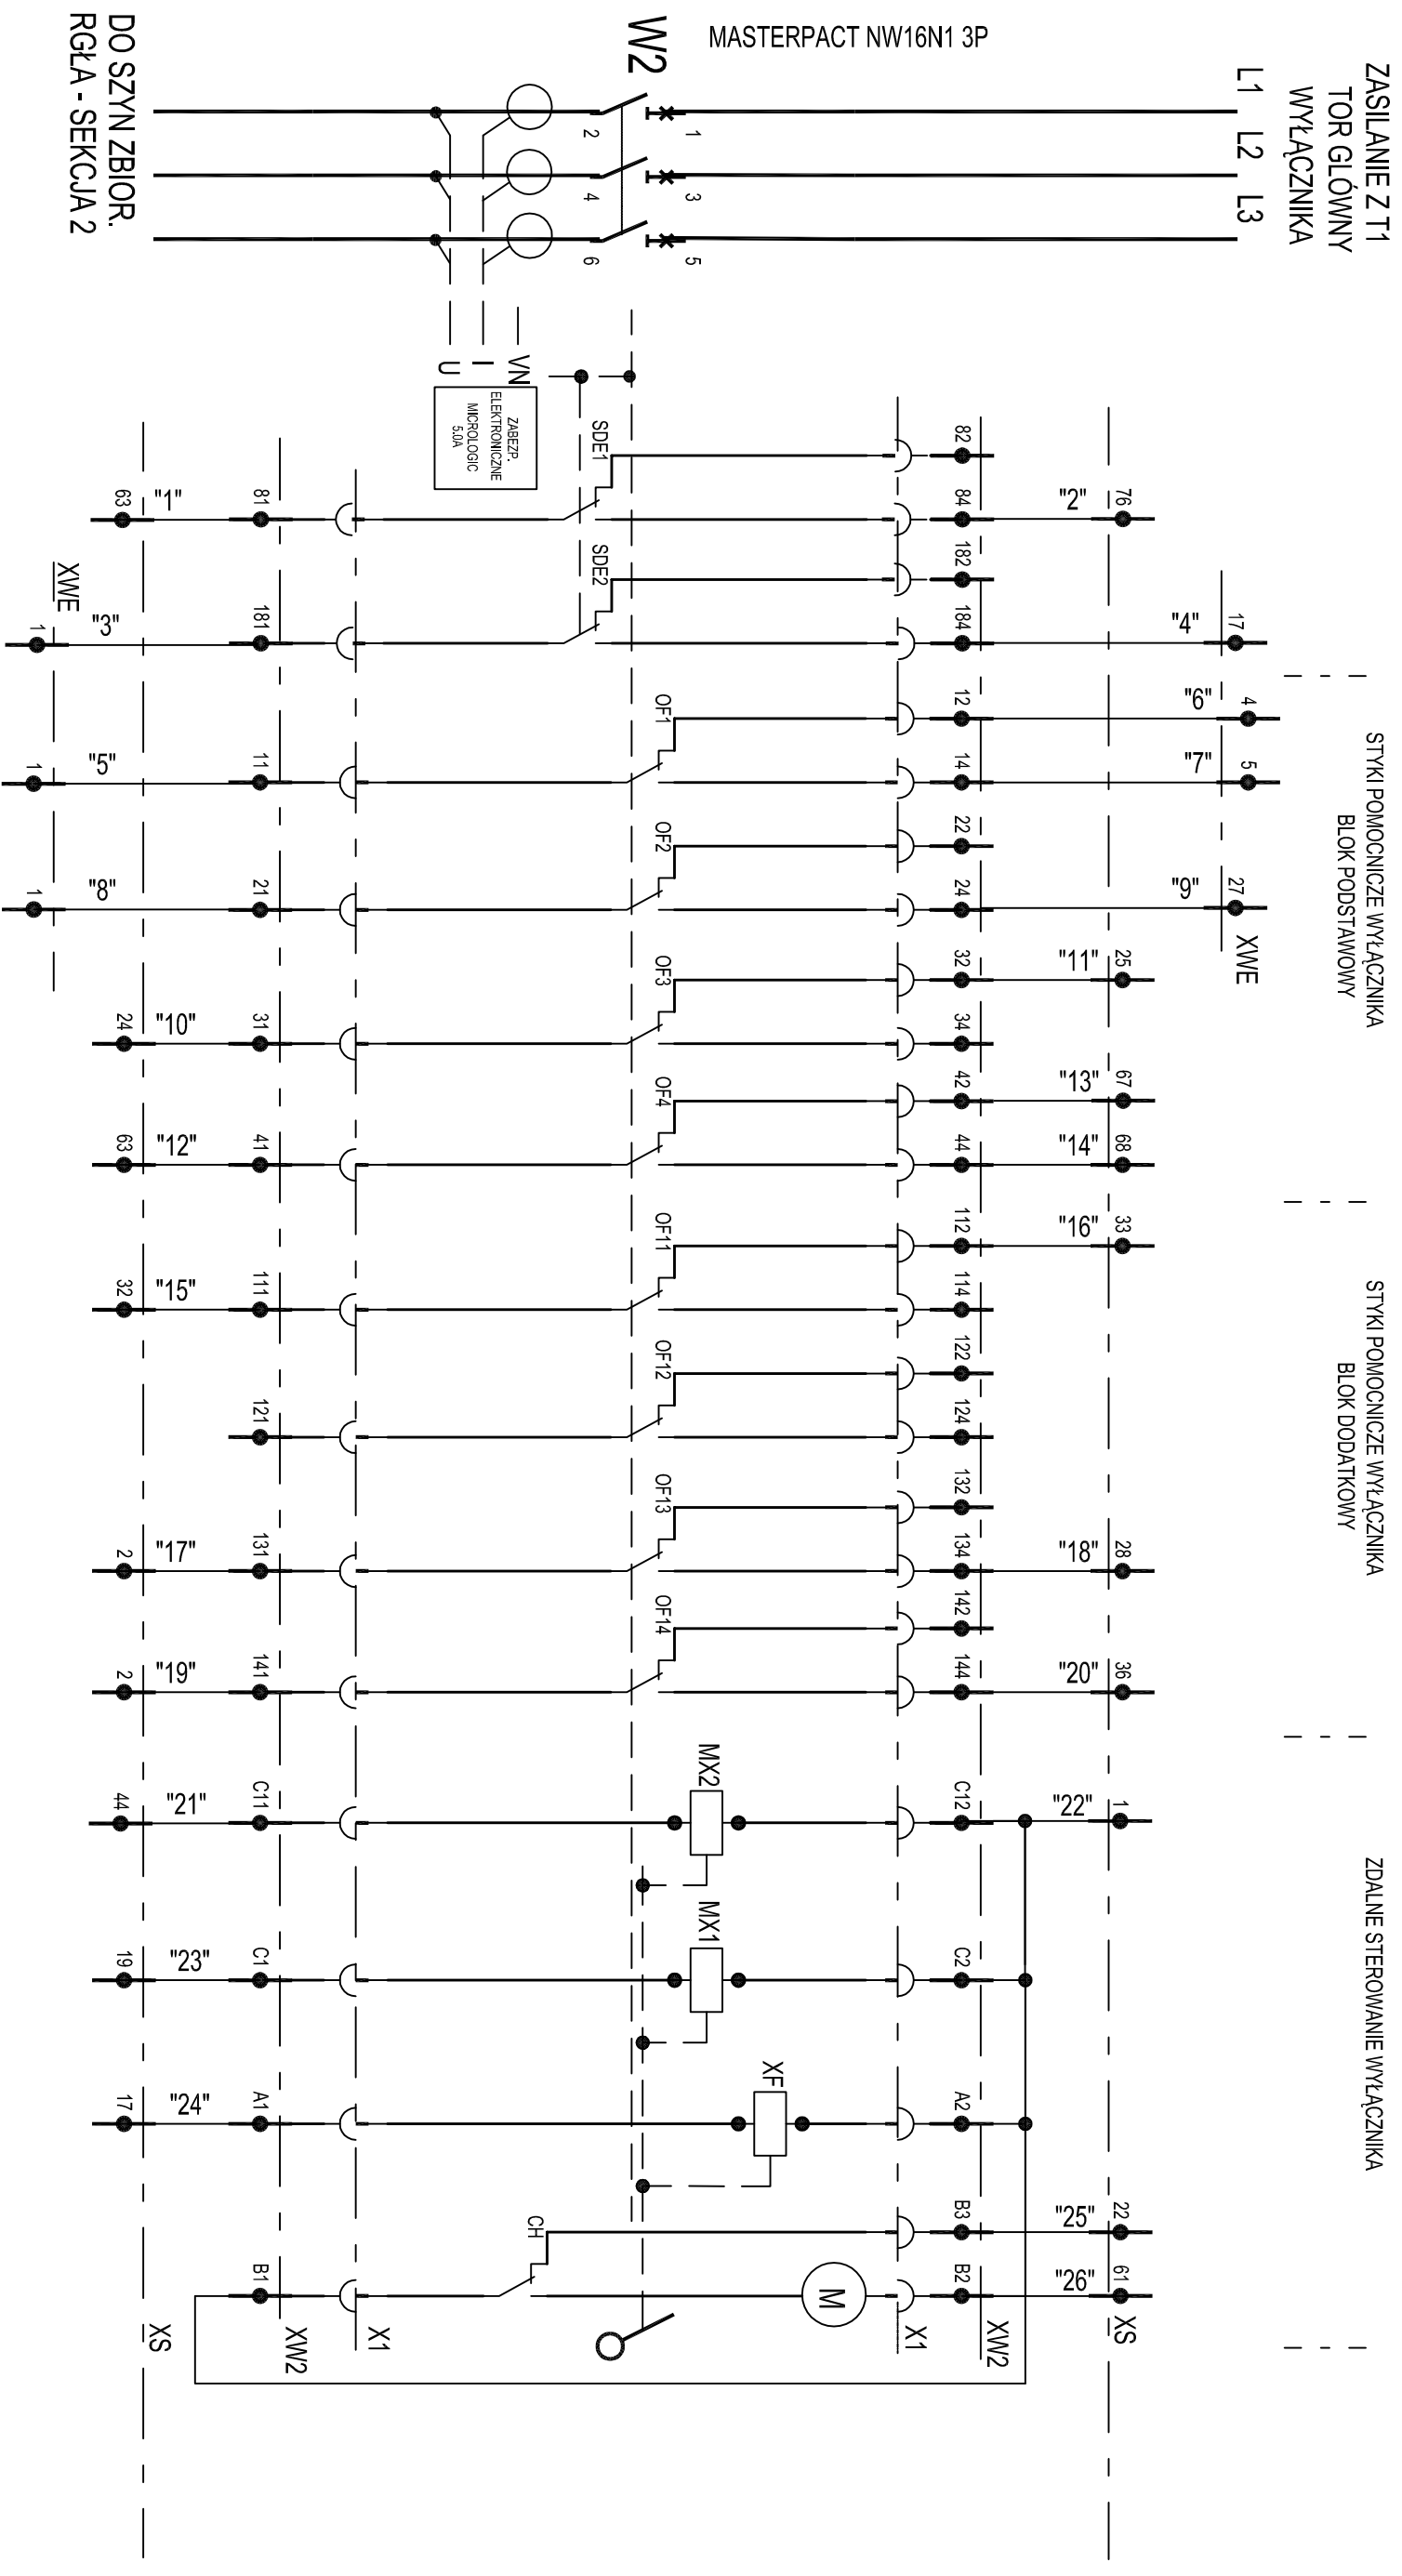 ZASILANIE Z T1
TOR GLÓWNY
WYŁĄCZNIKA
L1
L2
L3
MASTERPACT NW16N1 3P
W2
1
3
5
2
4
6
DO SZYN ZBIOR.
RGŁA - SEKCJA 2
VN
I
U
ZABEZP.
ELEKTRONICZNE
MICROLOGIC
5.0A
STYKI POMOCNICZE WYŁĄCZNIKA
BLOK PODSTAWOWY
STYKI POMOCNICZE WYŁĄCZNIKA
BLOK DODATKOWY
ZDALNE STEROWANIE WYŁĄCZNIKA
17
4
5
27
XWE
"4"
"6"
"7"
"9"
76
25
67
68
33
28
36
1
22
61
XS
"2"
"11"
"13"
"14"
"16"
"18"
"20"
"22"
"25"
"26"
82
84
182
184
12
14
22
24
32
34
42
44
112
114
122
124
132
134
142
144
C12
C2
A2
B3
B2
XW2
X1
M
XF
MX2
MX1
OF1
OF2
OF3
OF4
OF11
OF12
OF13
OF14
SDE1
SDE2
CH
X1
81
181
11
21
31
41
111
121
131
141
C11
C1
A1
B1
XW2
"1"
"10"
"12"
"15"
"17"
"19"
"21"
"23"
"24"
XS
63
24
63
32
2
2
44
19
17
"3"
"5"
"8"
XWE
1
1
1